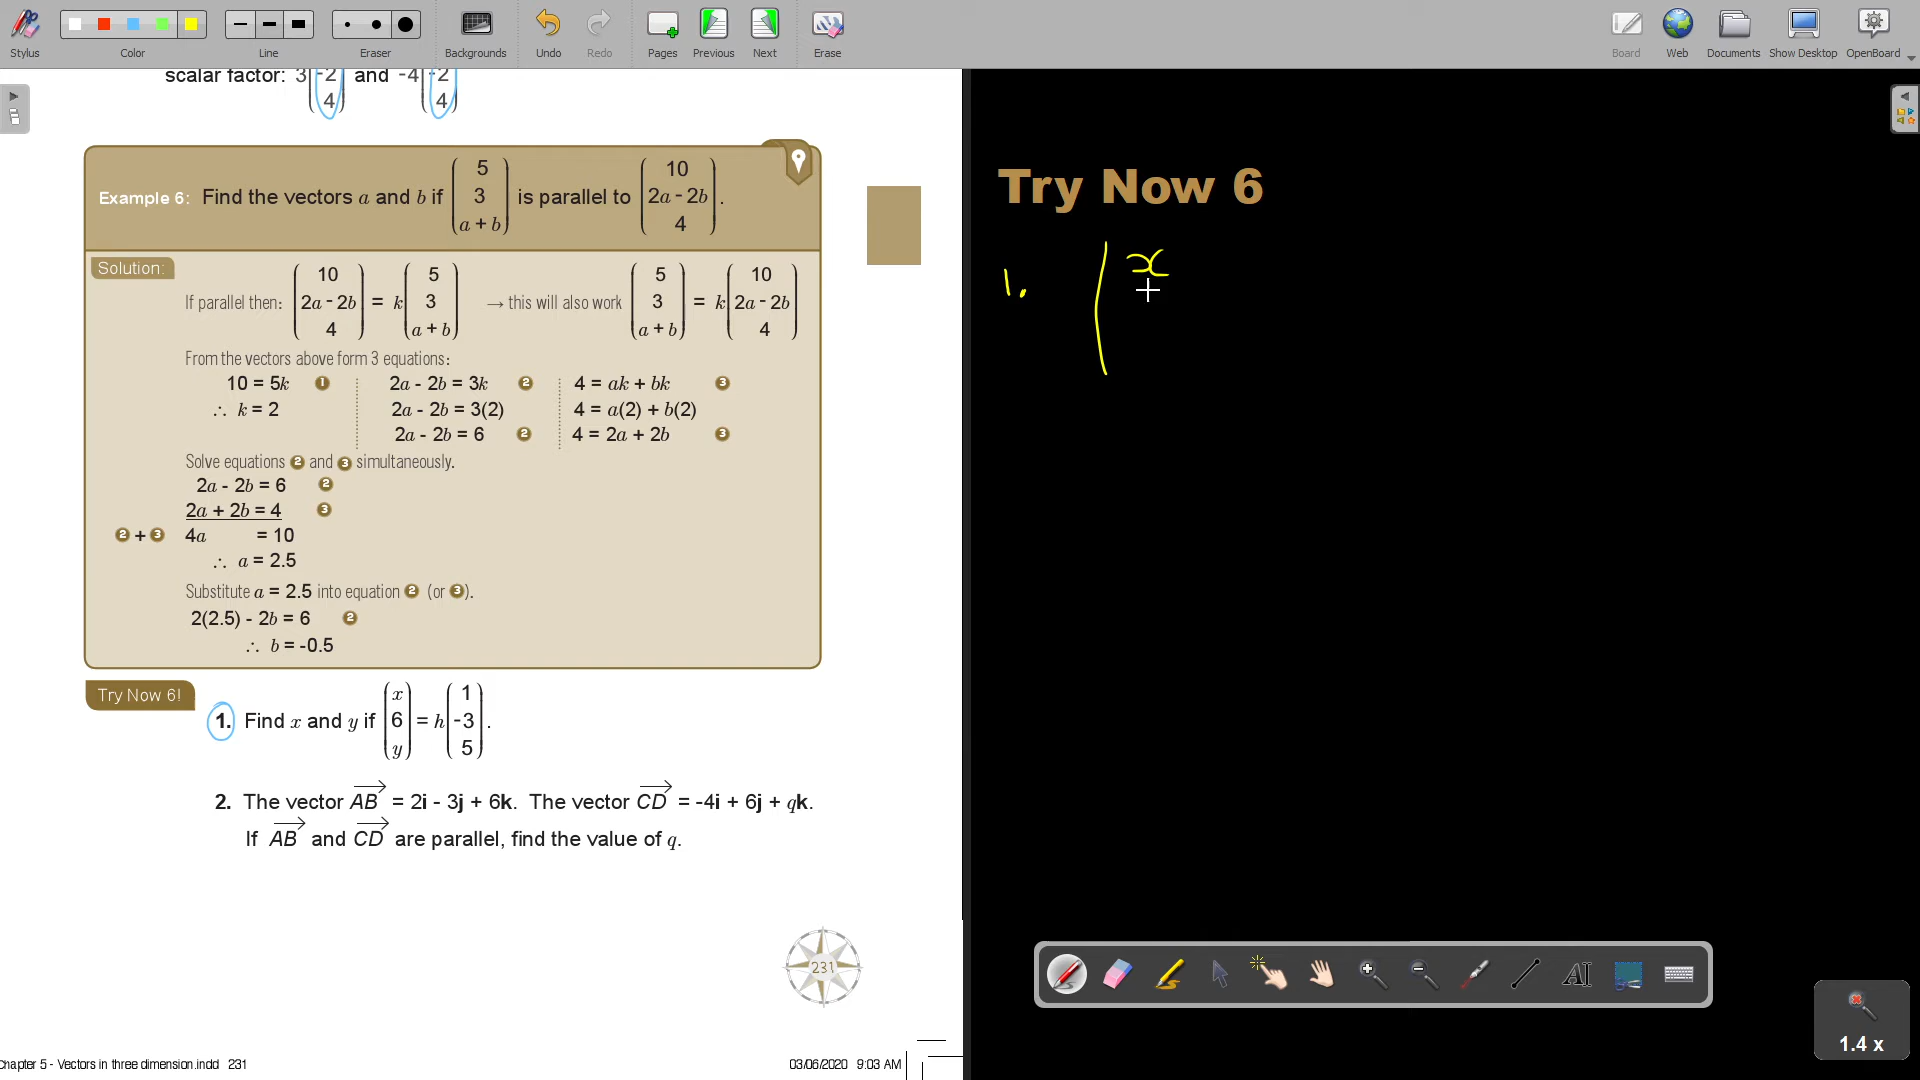 Stylus Color Line Eraser Backgrounds Undo Redo Pages Previous Next Erase Board Web Documents Show Desktop OpenBoard
scalar factor: 3(-2 4) and -4(-2 4)
Example 6: Find the vectors a and b if (5 3 a + b) is parallel to (10 2a - 2b 4).
Solution:
If parallel then: (10 2a - 2b 4) = k(5 3 a + b) → this will also work (5 3 a + b) = k(10 2a - 2b 4)
From the vectors above form 3 equations:
10 = 5k 1 2a - 2b = 3k 2 4 = ak + bk 3
∴ k = 2 2a - 2b = 3(2) 4 = a(2) + b(2)
2a - 2b = 6 2 4 = 2a + 2b 3
Solve equations 2 and 3 simultaneously.
2a - 2b = 6 2
2a + 2b = 4 3
2 + 3 4a = 10
∴ a = 2.5
Substitute a = 2.5 into equation 2 (or 3).
2(2.5) - 2b = 6 2
∴ b = -0.5
Try Now 6!
1. Find x and y if (x 6 y) = h(1 -3 5).
2. The vector AB = 2i - 3j + 6k. The vector CD = -4i + 6j + qk.
If AB and CD are parallel, find the value of q.
231
Chapter 5 - Vectors in three dimension.indd 231 03/06/2020 9:03 AM
Try Now 6
1. ( x
AI
1.4 x